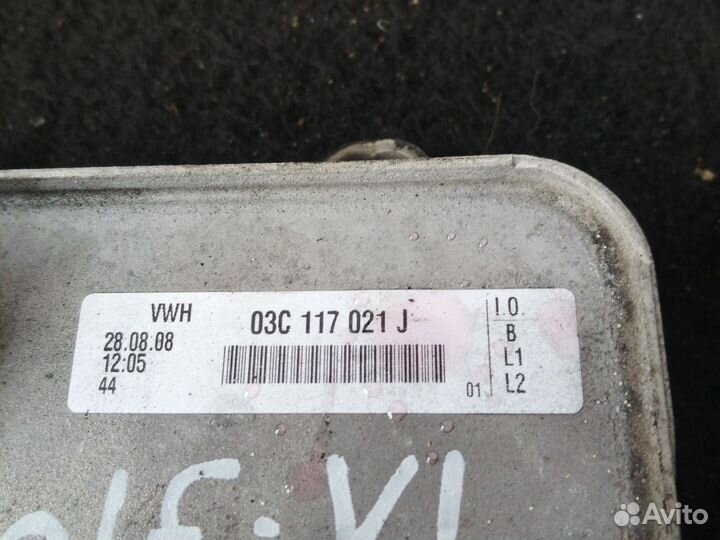 VWH
03C 117 021 J
28.08.08
12:05
44
01
I.O.
B
L1
L2
olf. VI
Avito